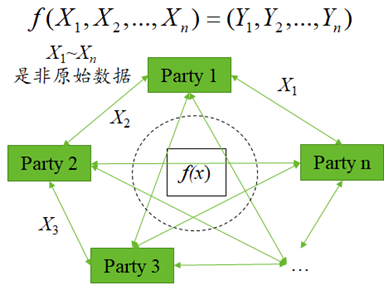 f(X₁,X₂,...,Xₙ)=(Y₁,Y₂,...,Yₙ)
X₁~Xₙ
是非原始数据
Party 1
X₁
X₂
Party 2
f(x)
Party n
X₃
Party 3
...